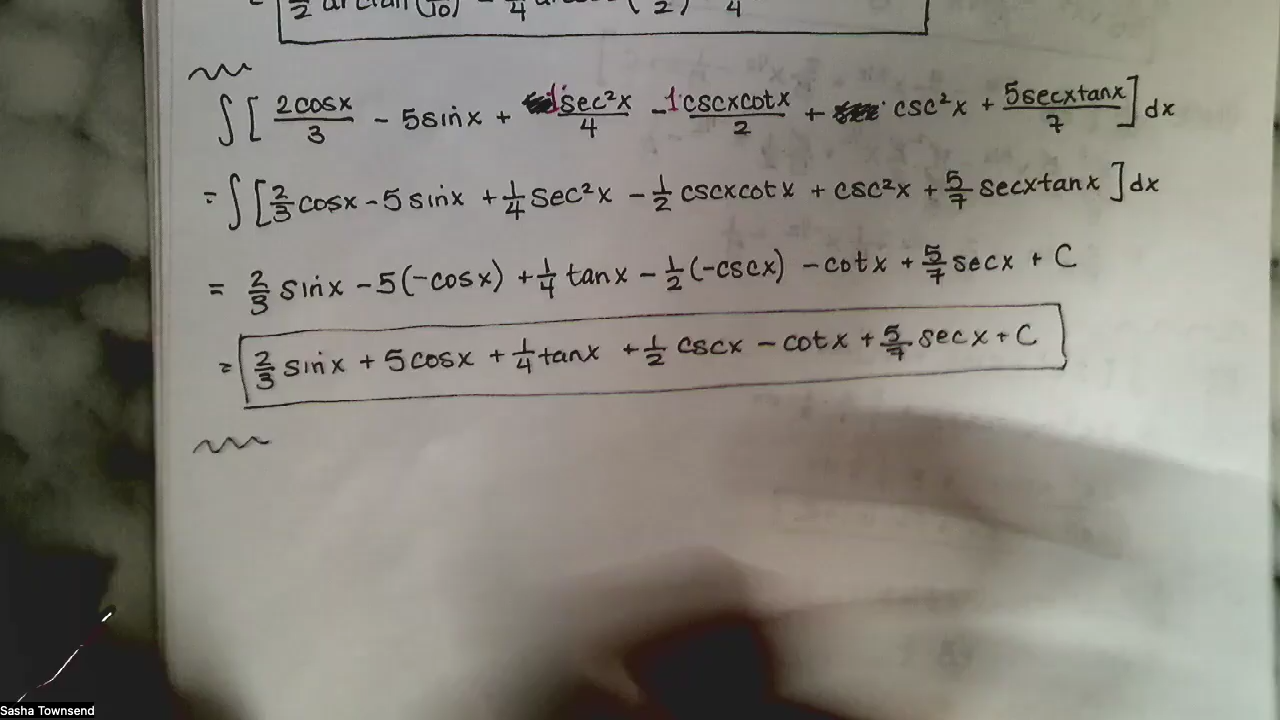 ∫ [ 2cosx/3 - 5sinx + 1sec²x/4 - 1cscxcotx/2 + csc²x + 5secxtanx/7 ] dx
= ∫ [ 2/3 cosx - 5 sinx + 1/4 sec²x - 1/2 cscxcotx + csc²x + 5/7 secxtanx ] dx
= 2/3 sinx - 5(-cosx) + 1/4 tanx - 1/2 (-cscx) - cotx + 5/7 secx + C
= 2/3 sinx + 5cosx + 1/4 tanx + 1/2 cscx - cotx + 5/7 secx + C
Sasha Townsend